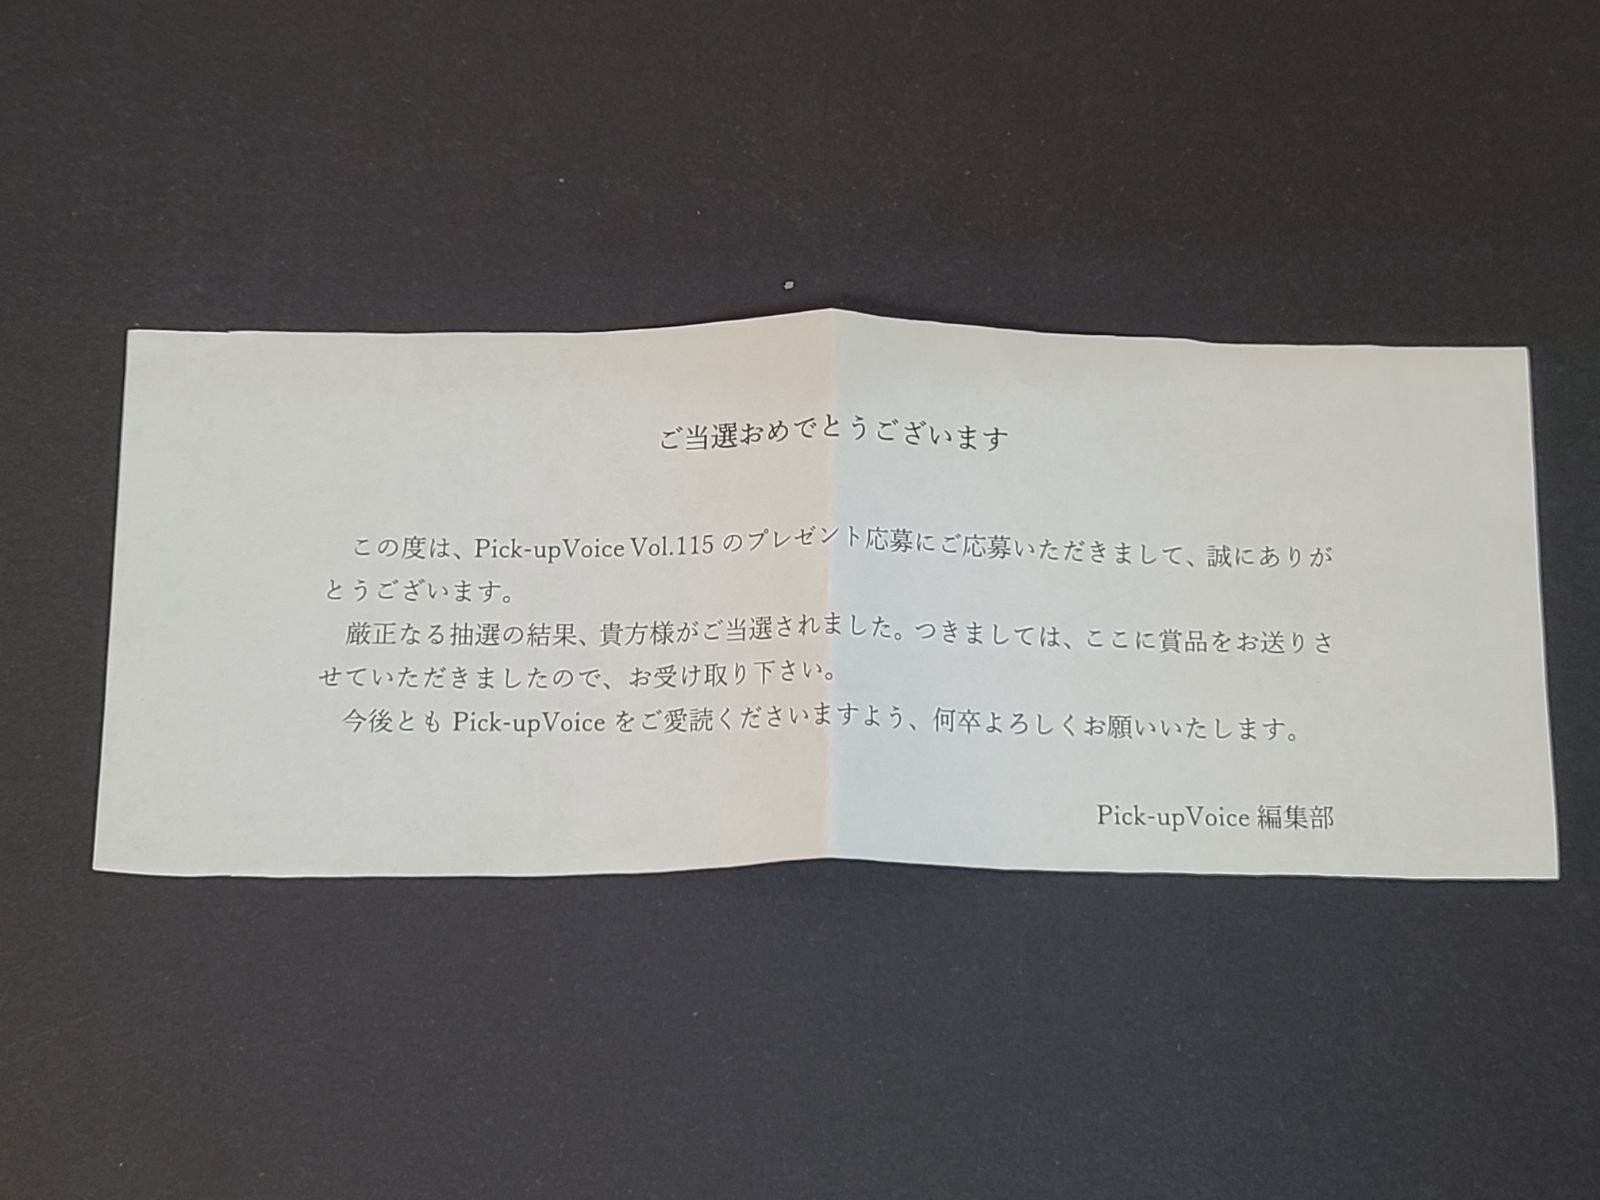 ご当選おめでとうございます
この度は、Pick-upVoice Vol.115 のプレゼント応募にご応募いただきまして、誠にありが
とうございます。
厳正なる抽選の結果、貴方様がご当選されました。つきましては、ここに賞品をお送りさ
せていただきましたので、お受け取り下さい。
今後とも Pick-upVoice をご愛読くださいますよう、何卒よろしくお願いいたします。
Pick-upVoice 編集部